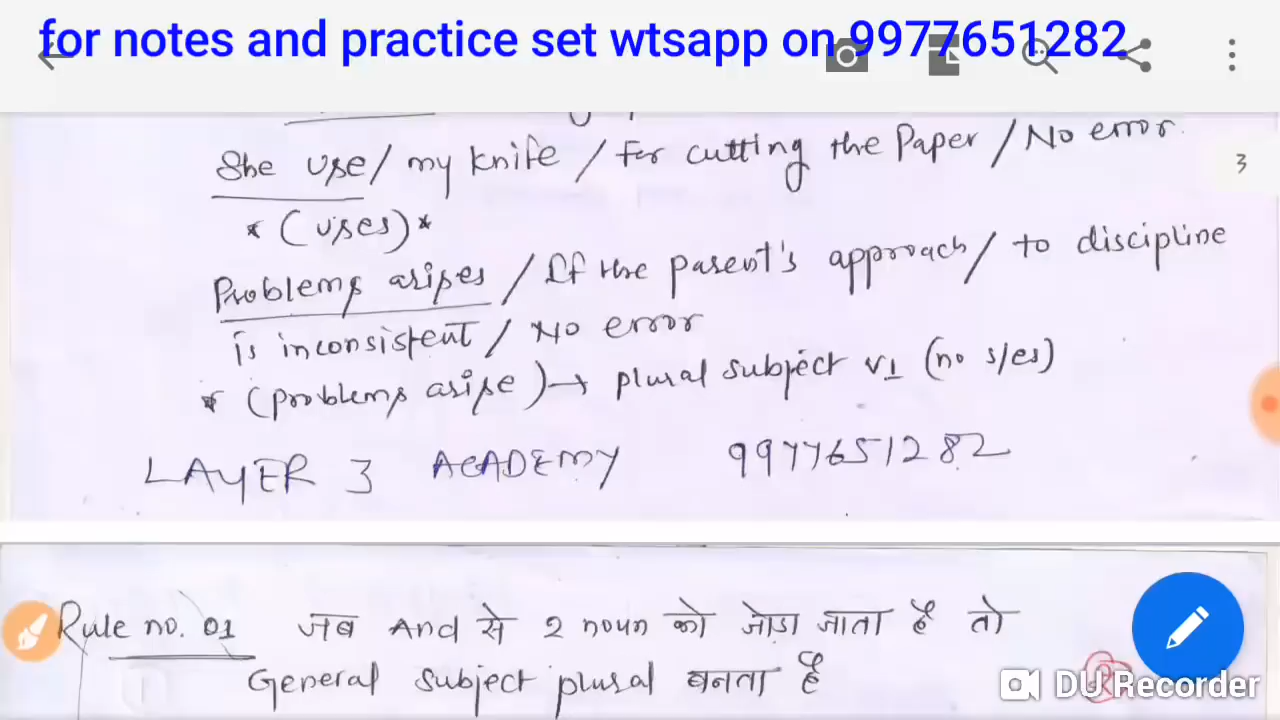 for notes and practice set wtsapp on 9977651282
She use / my knife / For cutting the Paper / No error.
3
* (uses) *
Problems arises / If the parent's approach / to discipline
is inconsistent / No error
* (problems arise) → plural subject V1 (no s/es)
LAYER 3 ACADEMY 9977651282
Rule no. 01 जब And से 2 noun को जोडा जाता है तो
General subject plural बनता है
DU Recorder